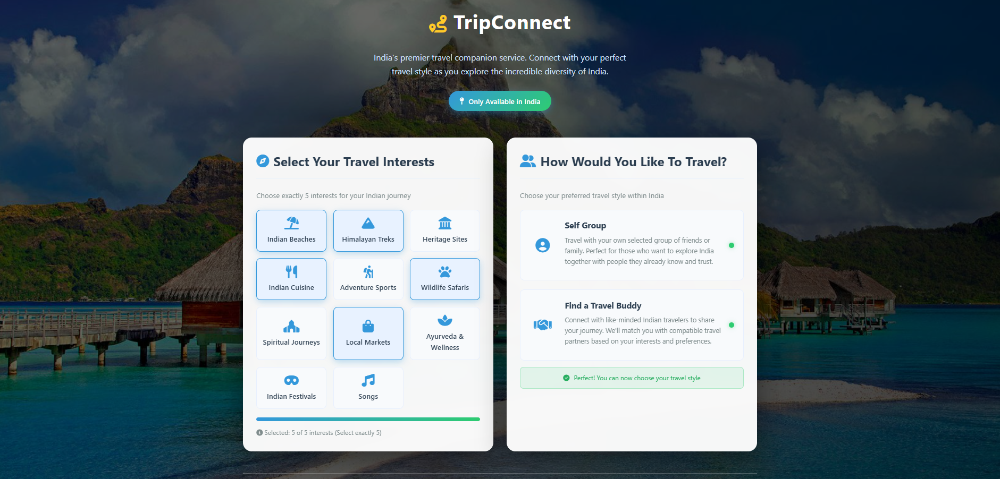 TripConnect
India's premier travel companion service. Connect with your perfect
travel style as you explore the incredible diversity of India.
Only Available in India
Select Your Travel Interests
Choose exactly 5 interests for your Indian journey
Indian Beaches
Himalayan Treks
Heritage Sites
Indian Cuisine
Adventure Sports
Wildlife Safaris
Spiritual Journeys
Local Markets
Ayurveda &
Wellness
Indian Festivals
Songs
Selected: 5 of 5 interests (Select exactly 5)
How Would You Like To Travel?
Choose your preferred travel style within India
Self Group
Travel with your own selected group of friends or
family. Perfect for those who want to explore India
together with people they already know and trust.
Find a Travel Buddy
Connect with like-minded Indian travelers to share
your journey. We'll match you with compatible travel
partners based on your interests and preferences.
Perfect! You can now choose your travel style